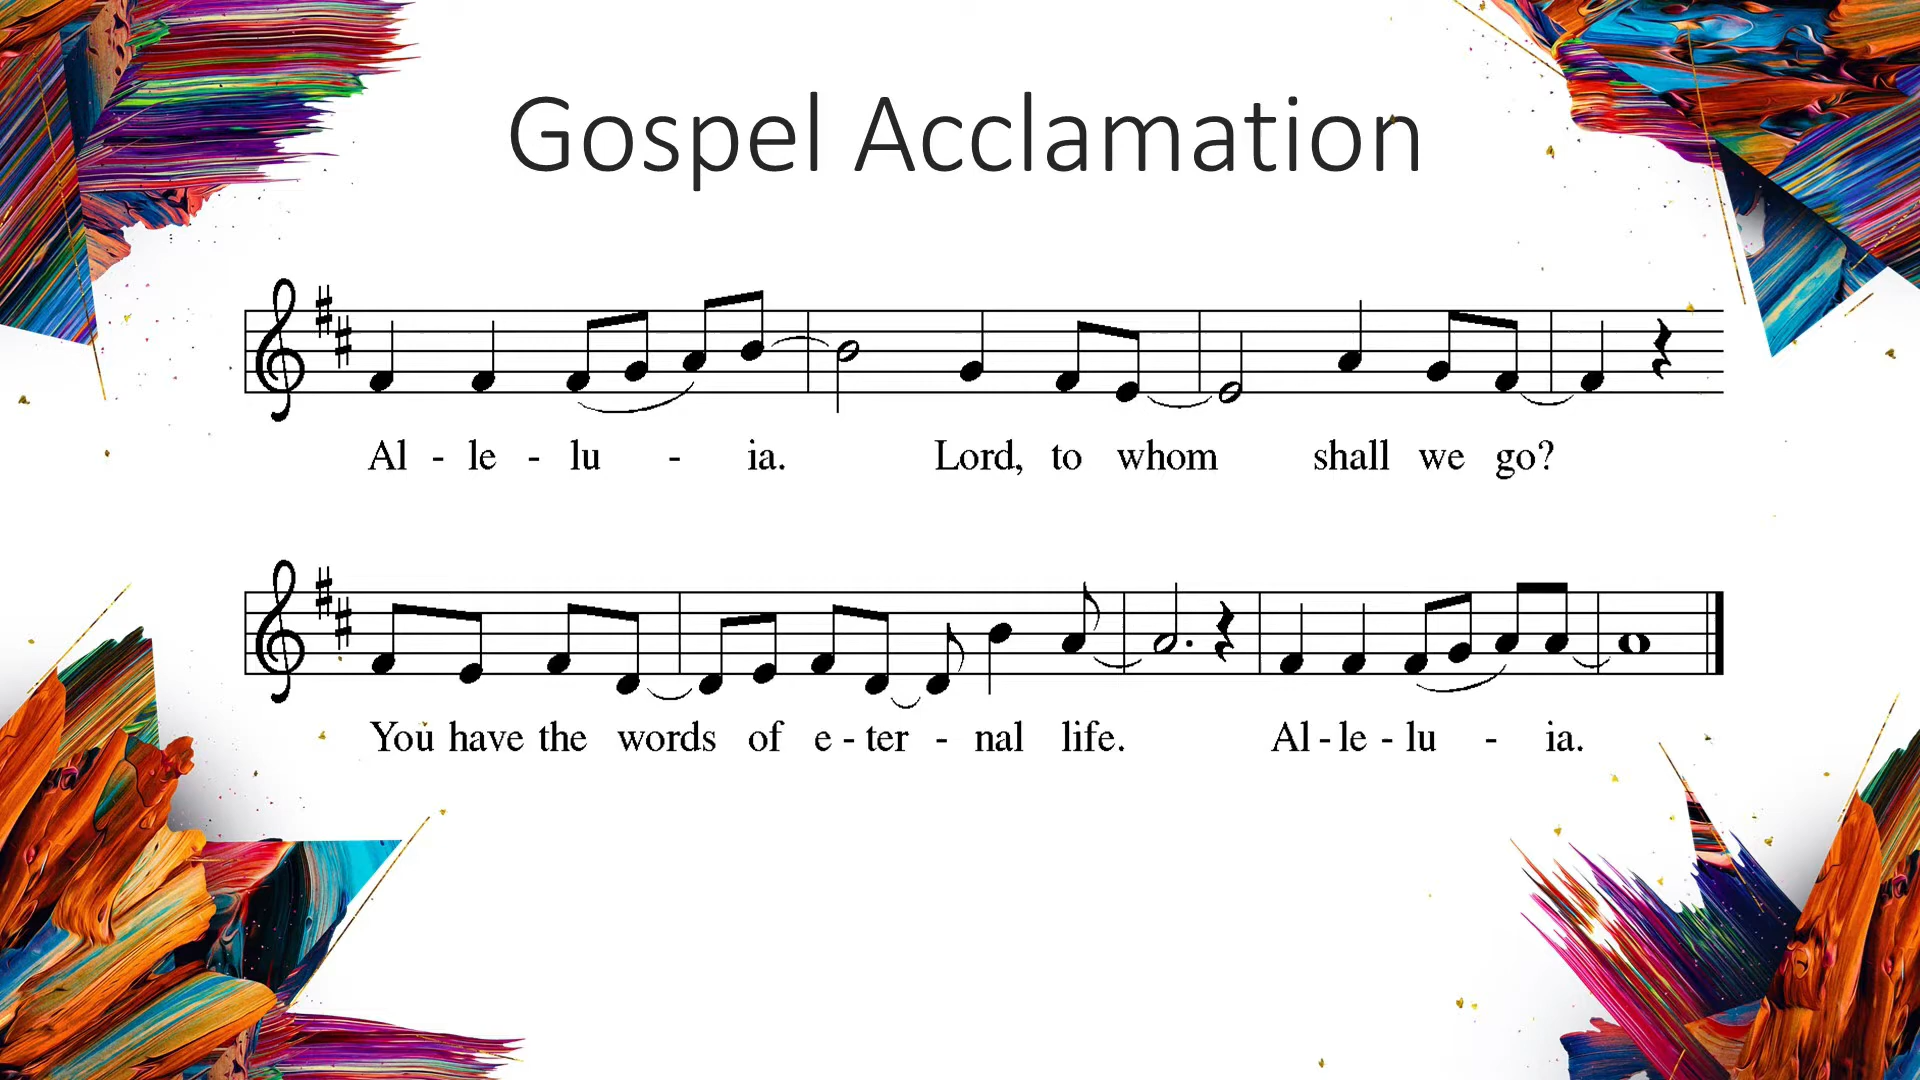 Gospel Acclamation
Al - le - lu - ia. Lord, to whom shall we go?
You have the words of e - ter - nal life. Al - le - lu - ia.